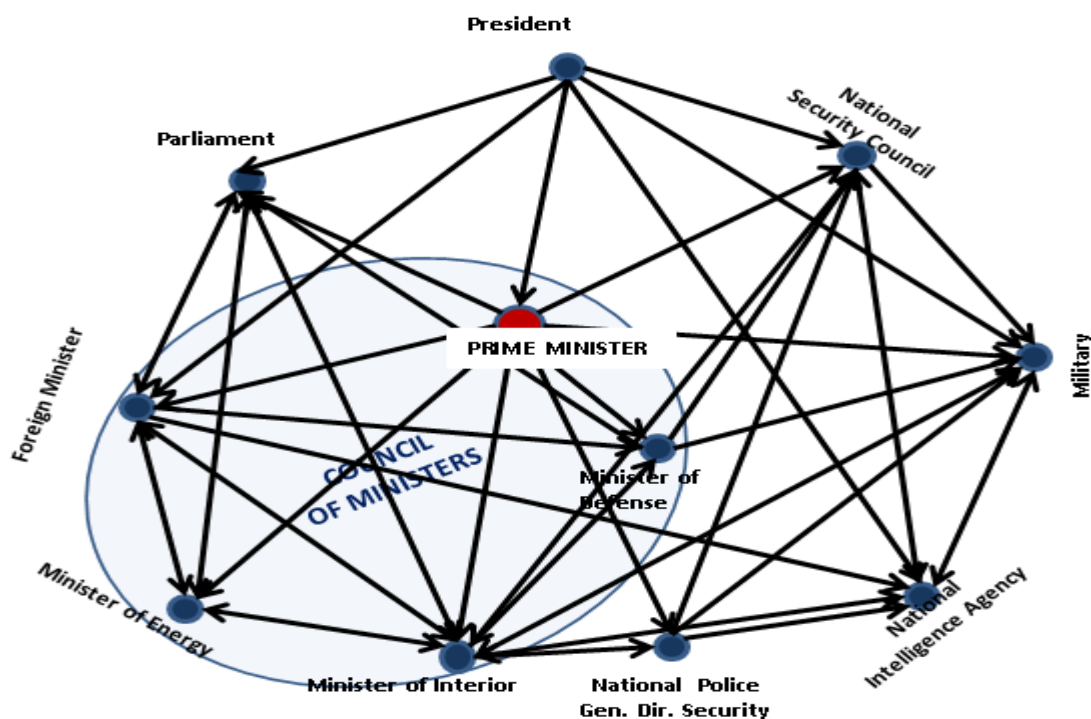 President
National
Security Council
Parliament
PRIME MINISTER
Military
Foreign Minister
COUNCIL
OF MINISTERS
Minister of
Defense
Minister of Energy
National
Intelligence Agency
Minister of Interior
National Police
Gen. Dir. Security